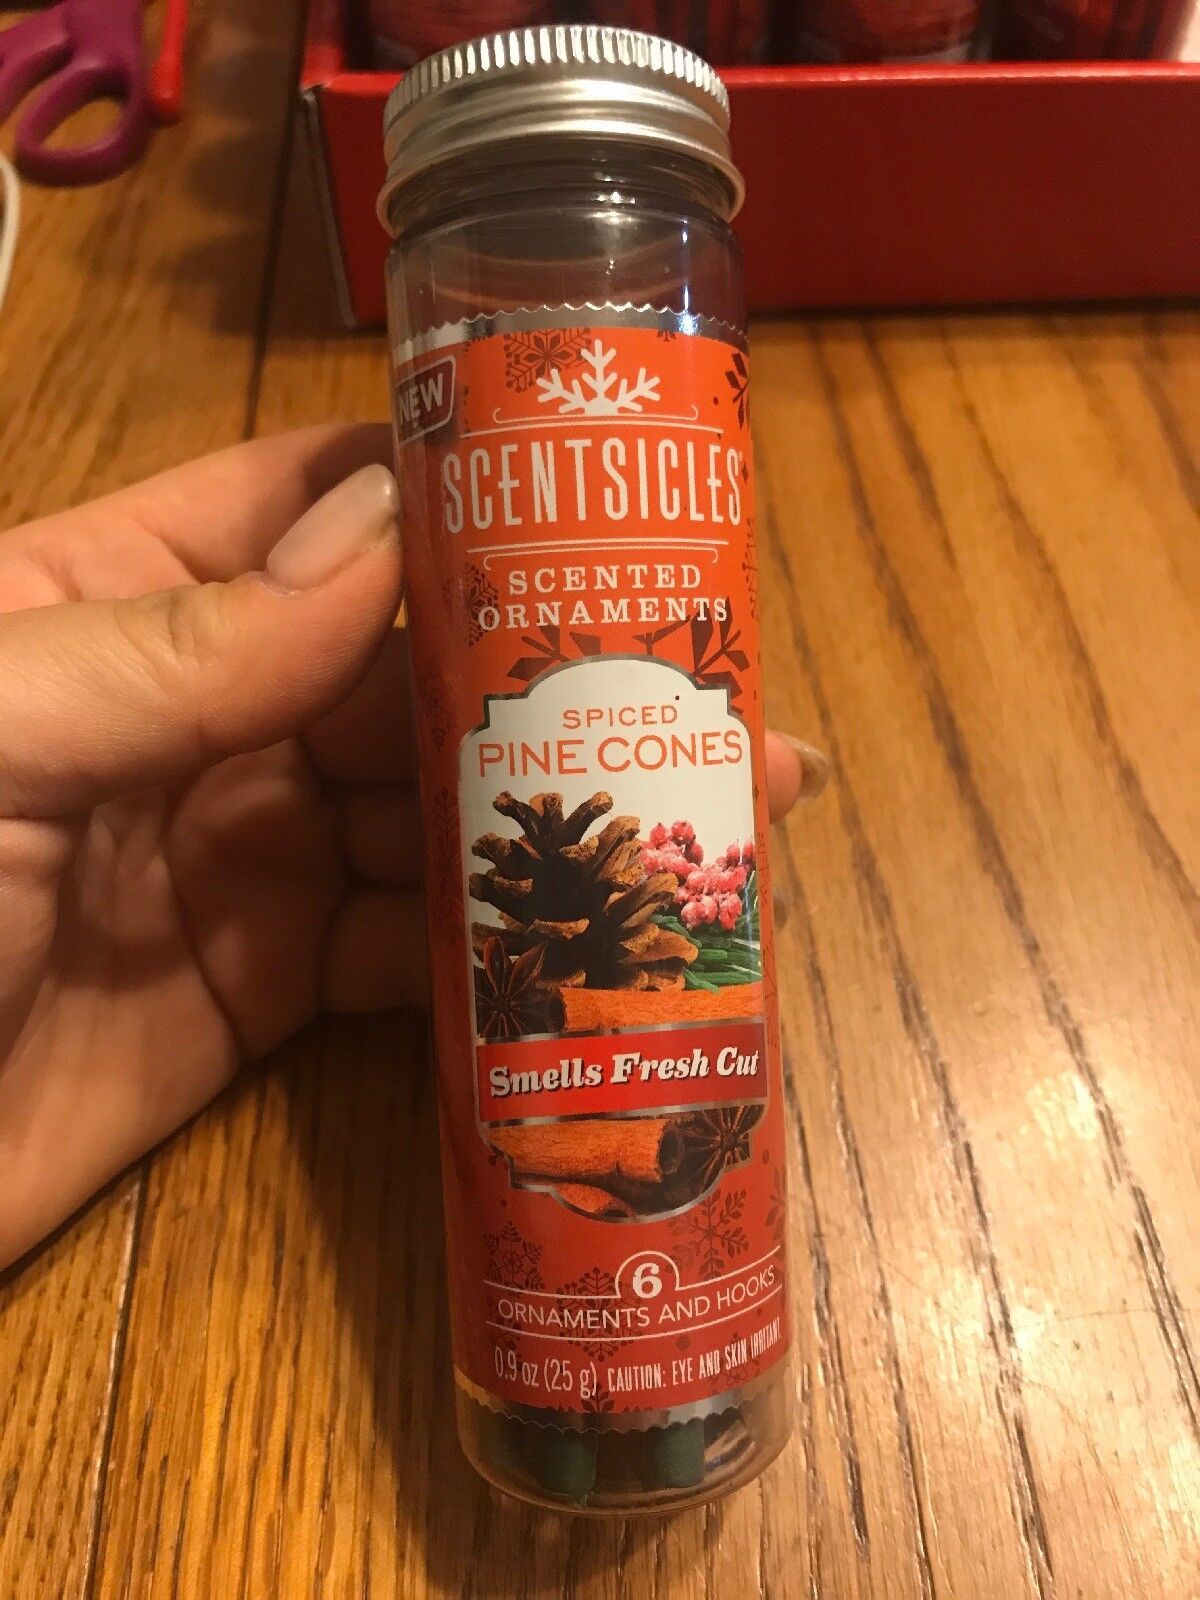 NEW
SCENTSICLES
SCENTED
ORNAMENTS
SPICED
PINE CONES
Smells Fresh Cut
6
ORNAMENTS AND HOOKS
0.9 oz (25 g) CAUTION: EYE AND SKIN IRRITANT